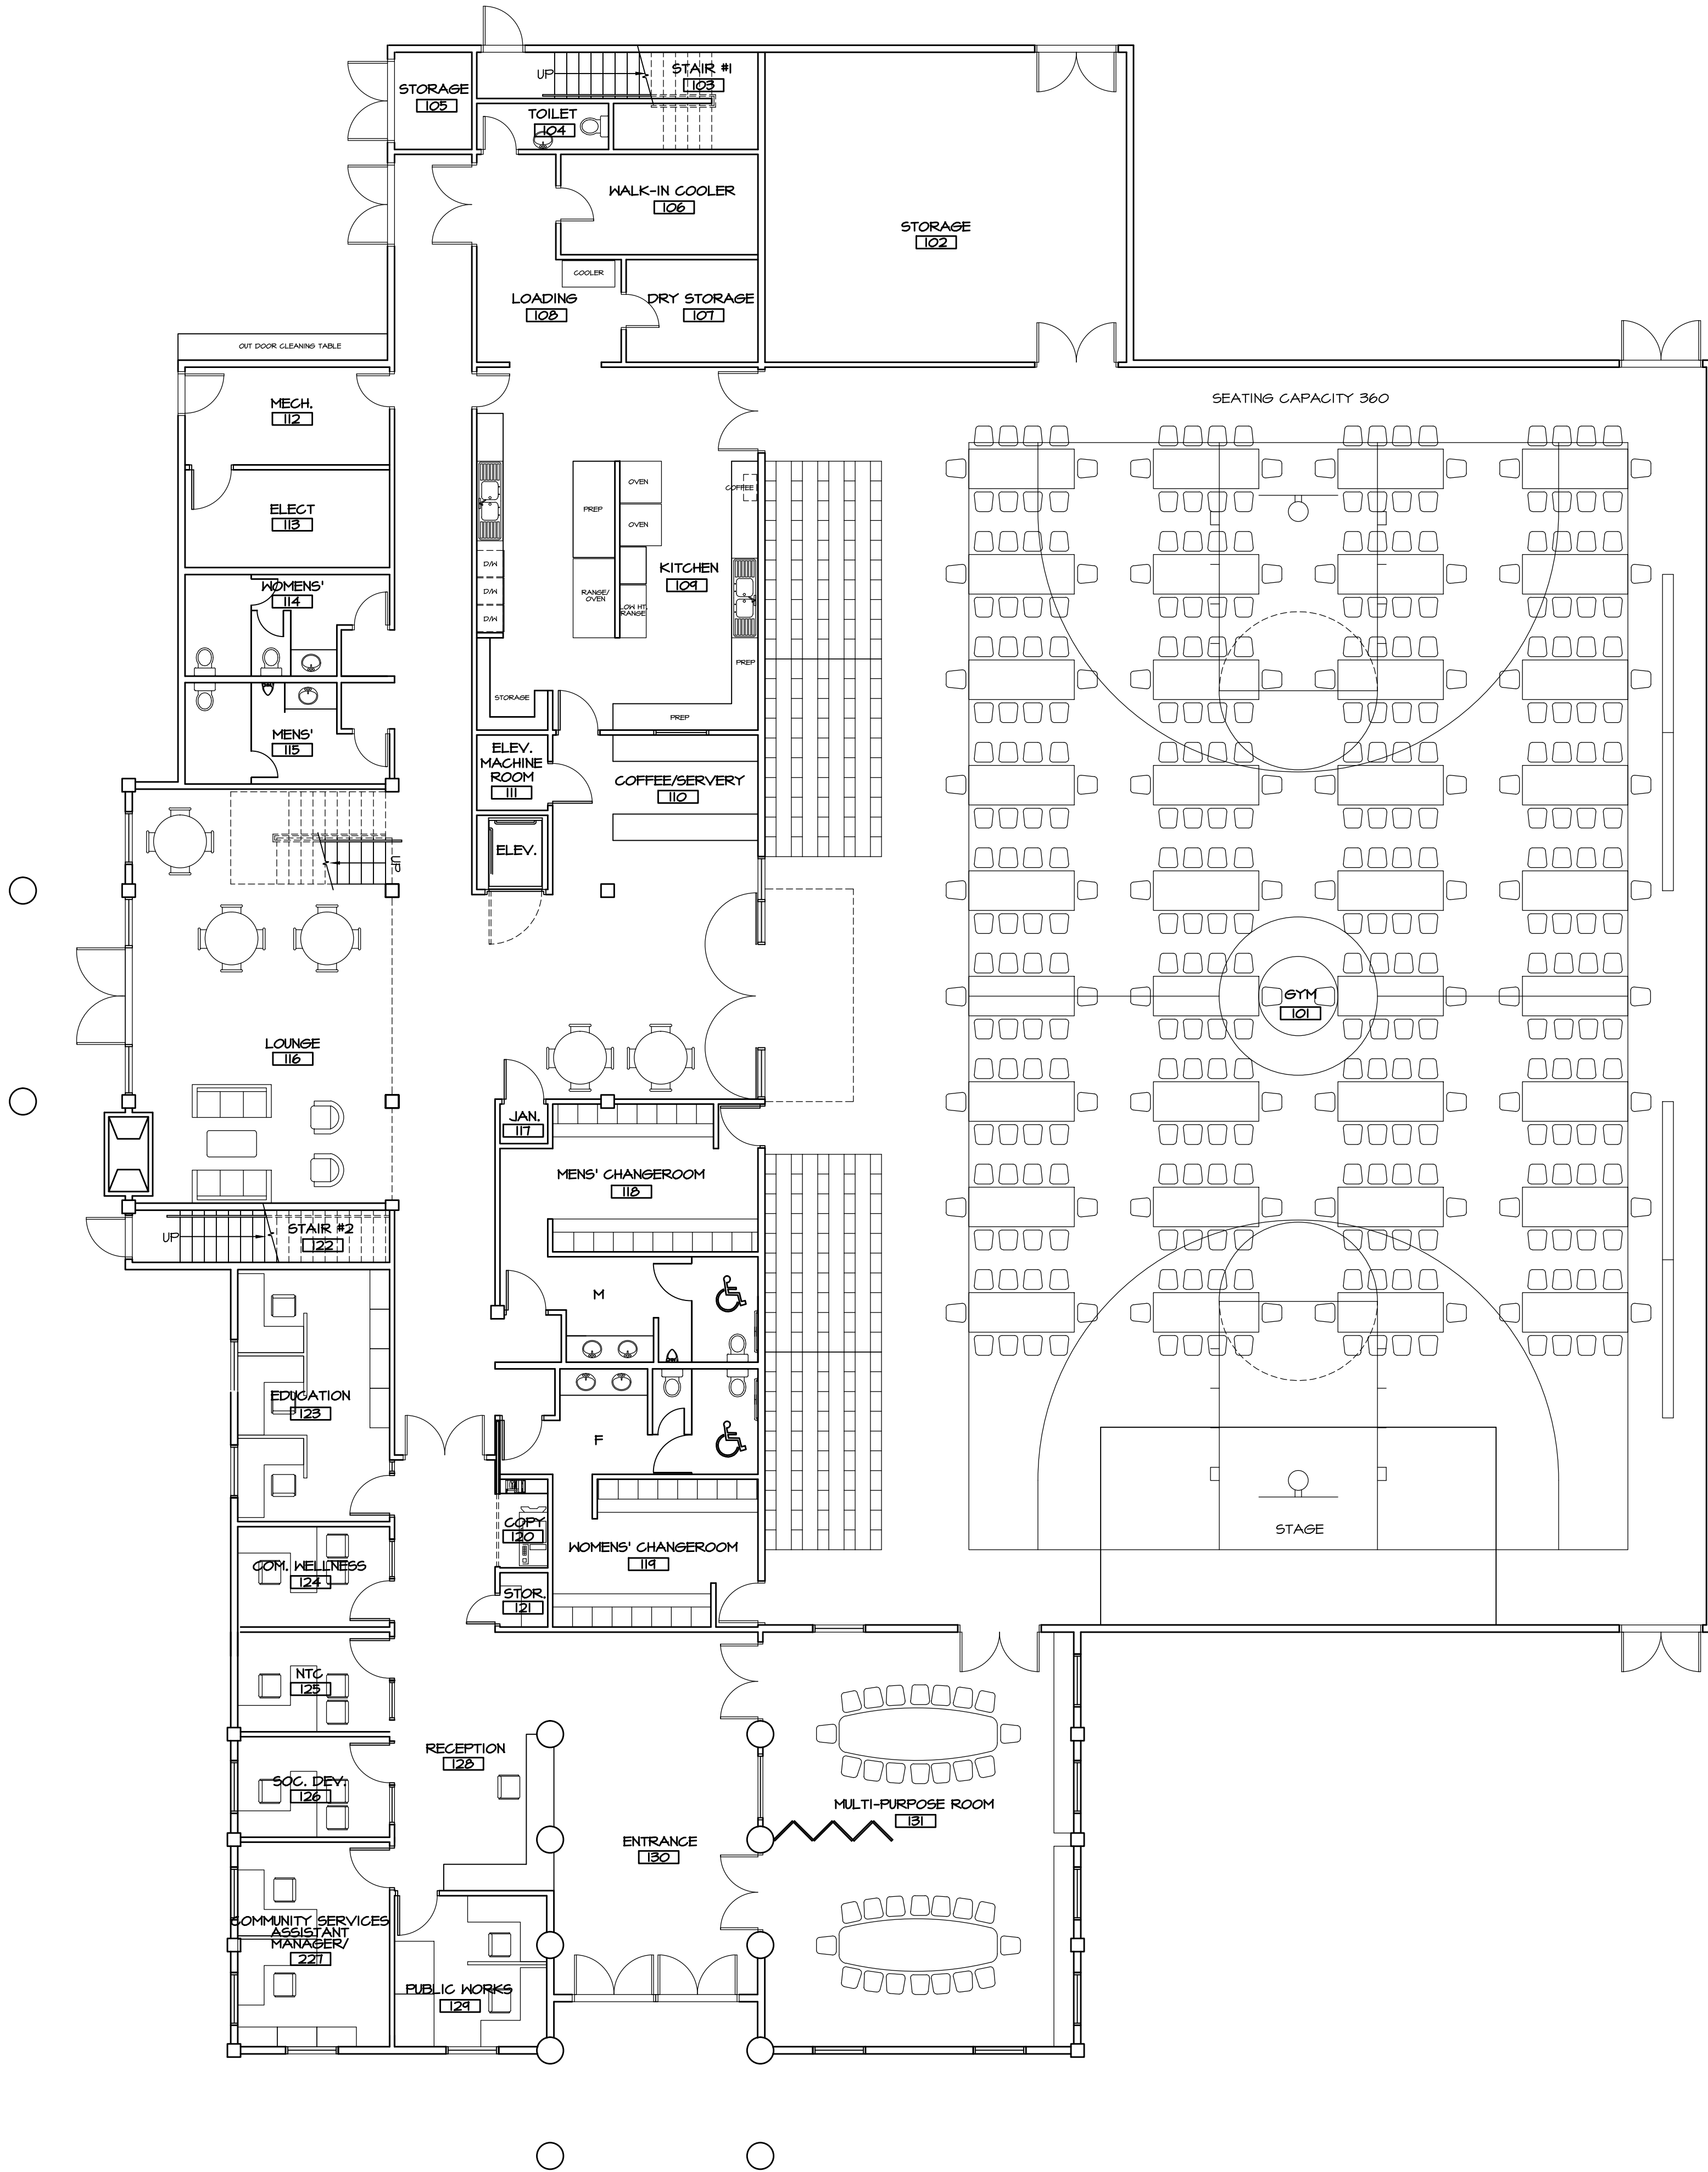 UP
STAIR #1
103
STORAGE
105
TOILET
104
WALK-IN COOLER
106
STORAGE
102
COOLER
LOADING
108
DRY STORAGE
107
OUT DOOR CLEANING TABLE
SEATING CAPACITY 360
MECH.
112
ELECT
113
OVEN
COFFEE
PREP
OVEN
D/W
KITCHEN
109
WOMENS'
114
D/W
RANGE/
OVEN
LOW HT.
RANGE
D/W
PREP
STORAGE
PREP
MENS'
115
ELEV.
MACHINE
ROOM
111
COFFEE/SERVERY
110
ELEV.
UP
GYM
101
LOUNGE
116
JAN.
117
MENS' CHANGEROOM
118
STAIR #2
122
UP
M
EDUCATION
123
F
COPY
120
STAGE
WOMENS' CHANGEROOM
119
COM. WELLNESS
124
STOR.
121
NTC
125
RECEPTION
128
SOC. DEV.
126
MULTI-PURPOSE ROOM
131
ENTRANCE
130
COMMUNITY SERVICES
ASSISTANT
MANAGER/
227
PUBLIC WORKS
129